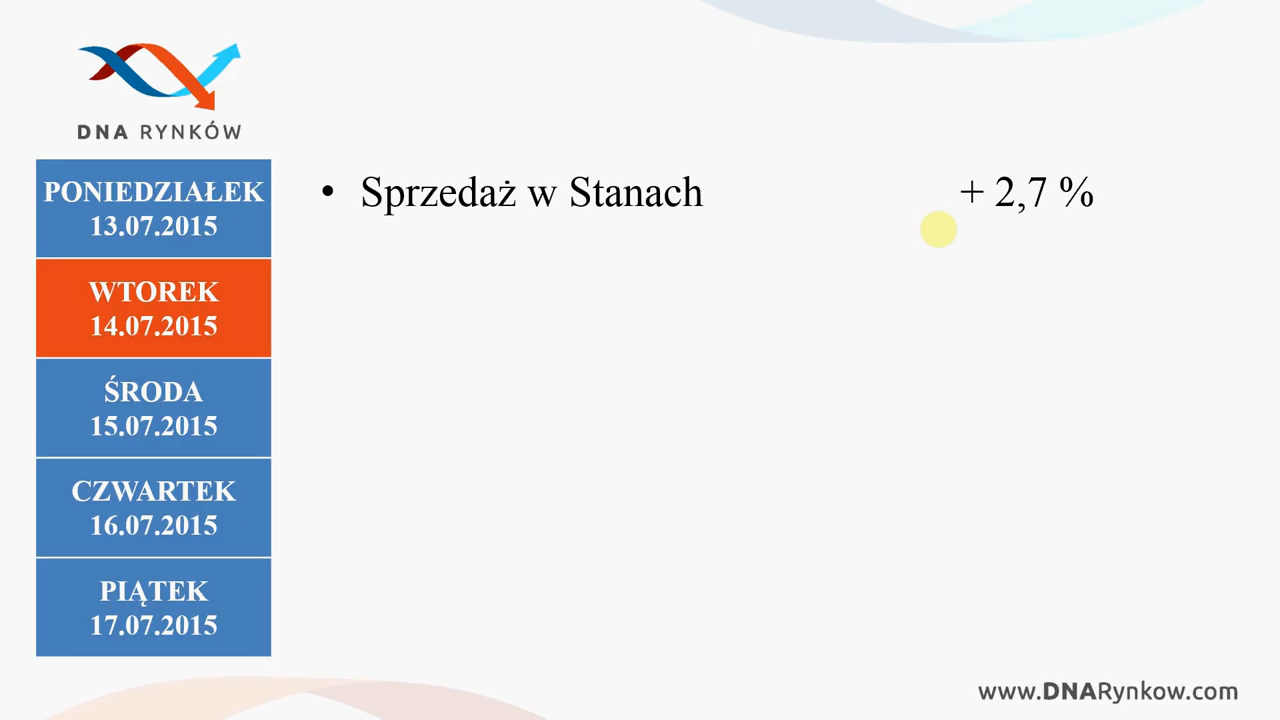 DNA RYNKÓW
PONIEDZIAŁEK
13.07.2015
WTOREK
14.07.2015
ŚRODA
15.07.2015
CZWARTEK
16.07.2015
PIĄTEK
17.07.2015
• Sprzedaż w Stanach + 2,7 %
www.DNARynkow.com